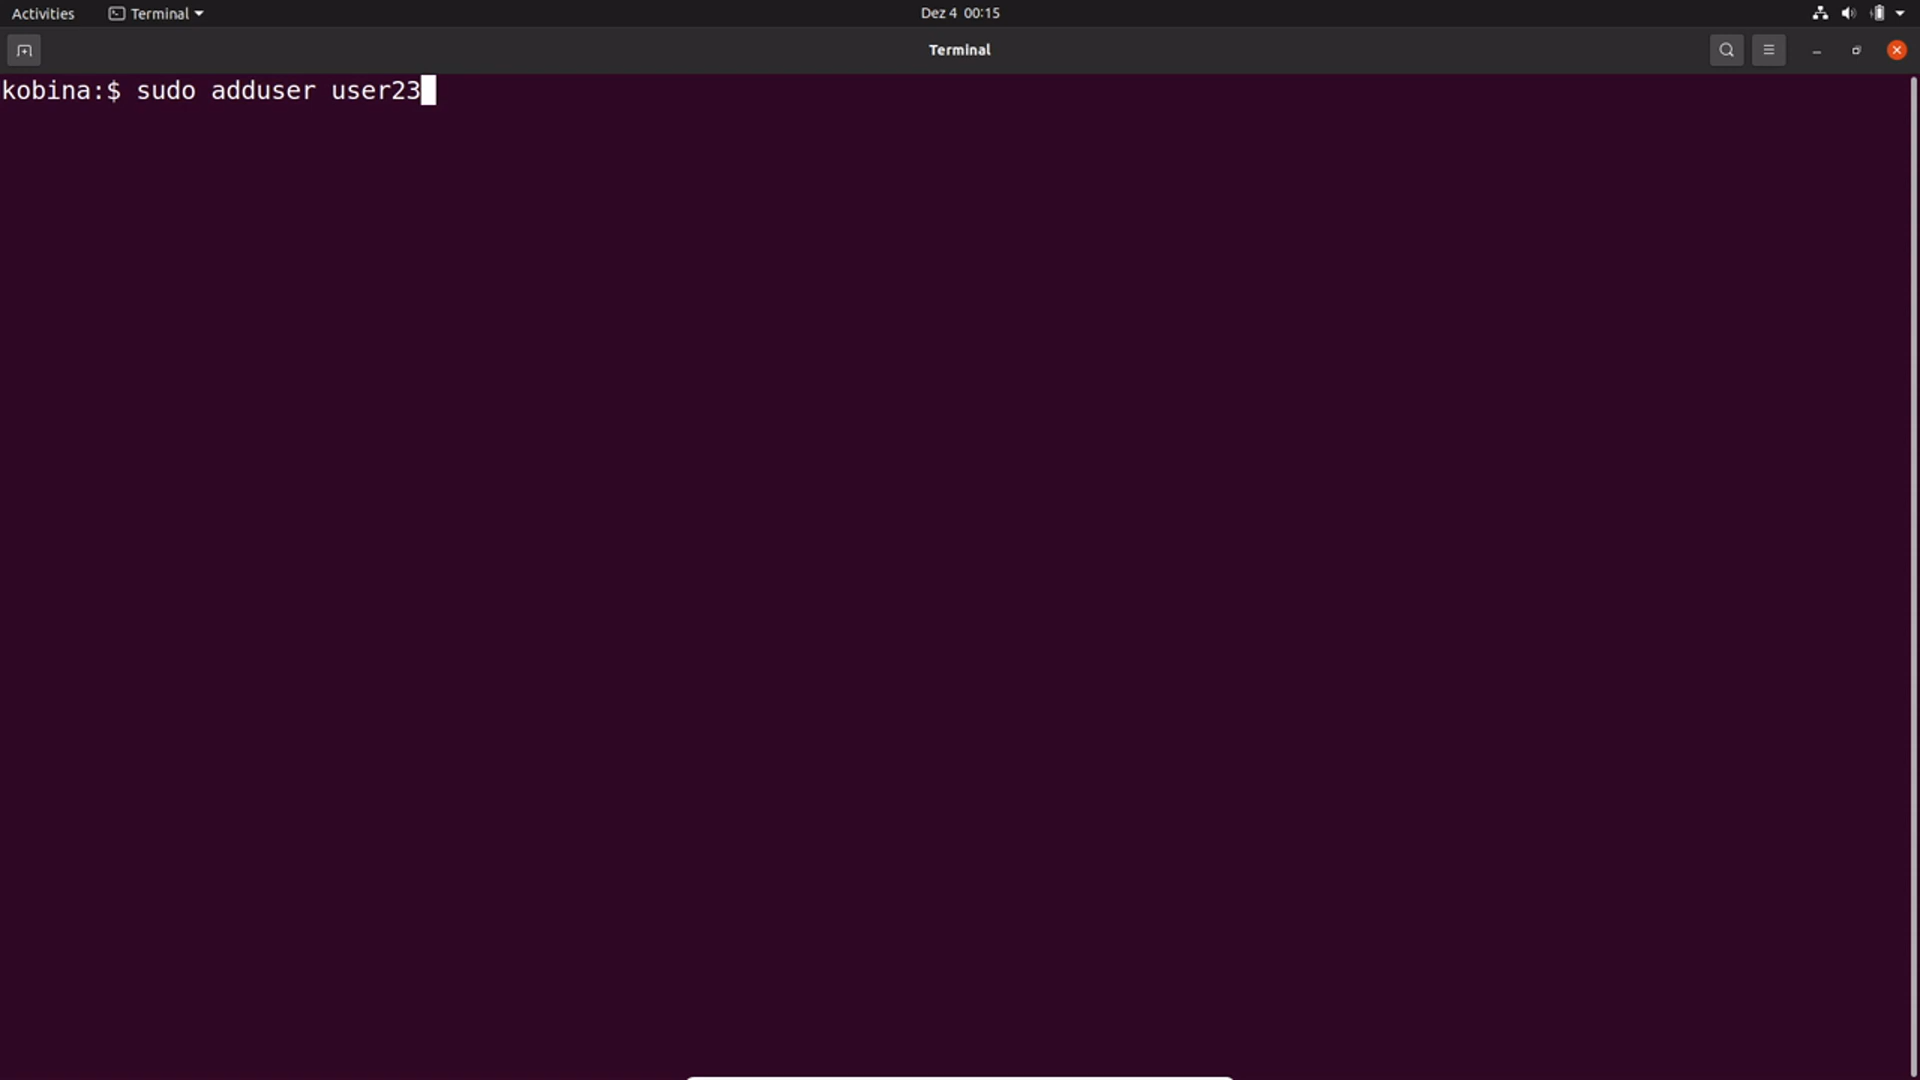 Activities
Terminal
Dez 4 00:15
Terminal
kobina:$ sudo adduser user23